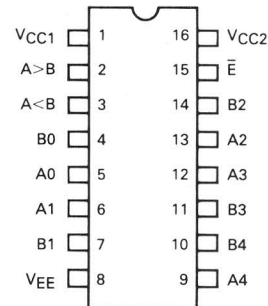 VCC1 1 16 VCC2
A>B 2 15 E̅
A<B 3 14 B2
B0 4 13 A2
A0 5 12 A3
A1 6 11 B3
B1 7 10 B4
VEE 8 9 A4